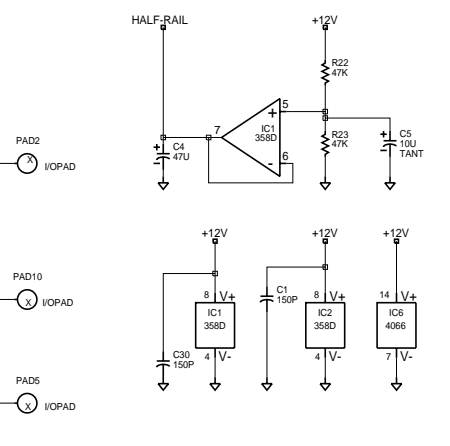 HALF-RAIL
+12V
R22
47K
5
+
7
IC1
358D
6
-
R23
47K
+
C5
10U
TANT
-
+
C4
47U
-
PAD2
X
I/OPAD
+12V
+12V
+12V
PAD10
X
I/OPAD
8 V+
IC1
358D
4 V-
C30
150P
C1
150P
8 V+
IC2
358D
4 V-
14 V+
IC6
4066
7 V-
PAD5
X
I/OPAD